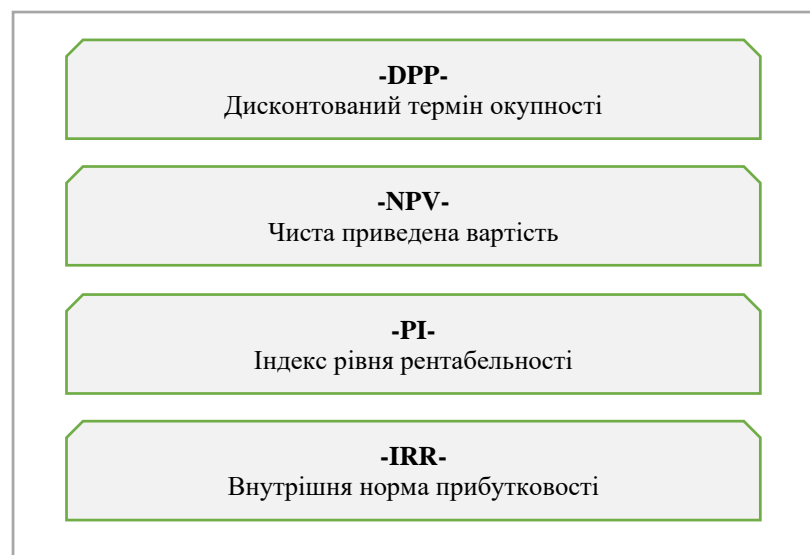 -DPP-
Дисконтований термін окупності
-NPV-
Чиста приведена вартість
-PI-
Індекс рівня рентабельності
-IRR-
Внутрішня норма прибутковості